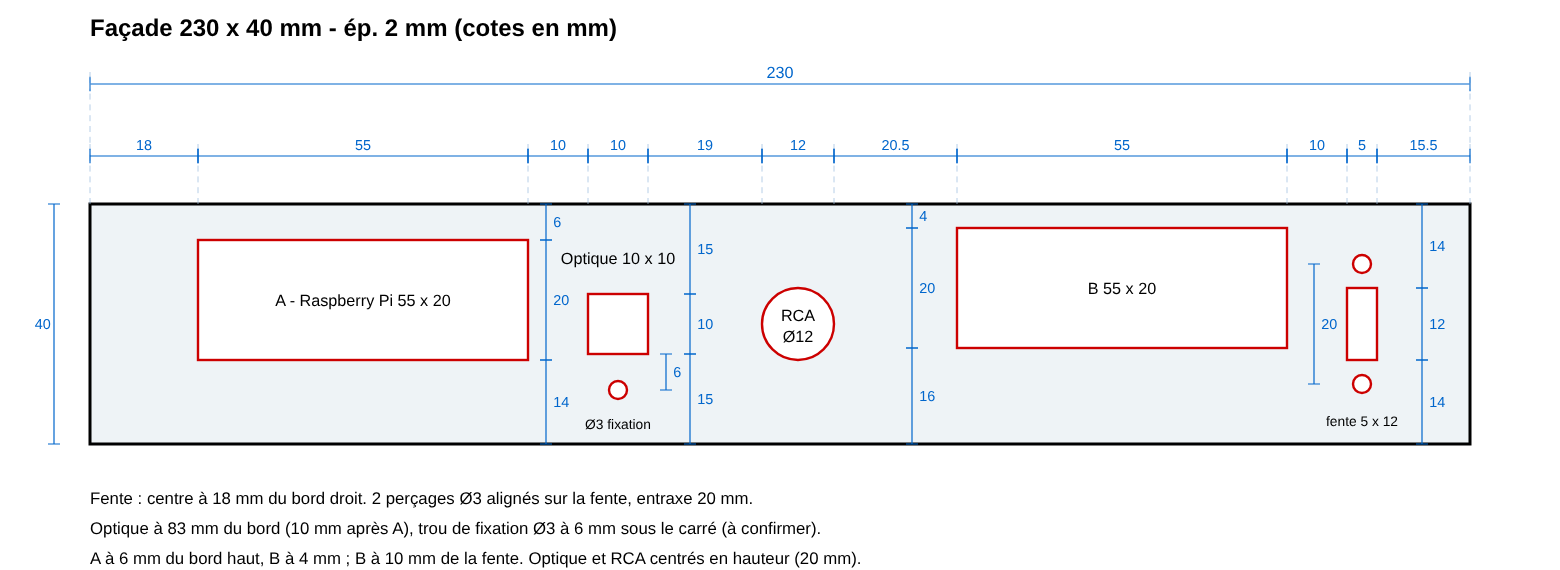 Façade 230 x 40 mm - ép. 2 mm (cotes en mm)
230
18 55 10 10 19 12 20.5 55 10 5 15.5
6
4
15
14
Optique 10 x 10
A - Raspberry Pi 55 x 20
20
20
B 55 x 20
40
10
RCA
Ø12
20
12
6
14
15
16
14
Ø3 fixation
fente 5 x 12
Fente : centre à 18 mm du bord droit. 2 perçages Ø3 alignés sur la fente, entraxe 20 mm.
Optique à 83 mm du bord (10 mm après A), trou de fixation Ø3 à 6 mm sous le carré (à confirmer).
A à 6 mm du bord haut, B à 4 mm ; B à 10 mm de la fente. Optique et RCA centrés en hauteur (20 mm).